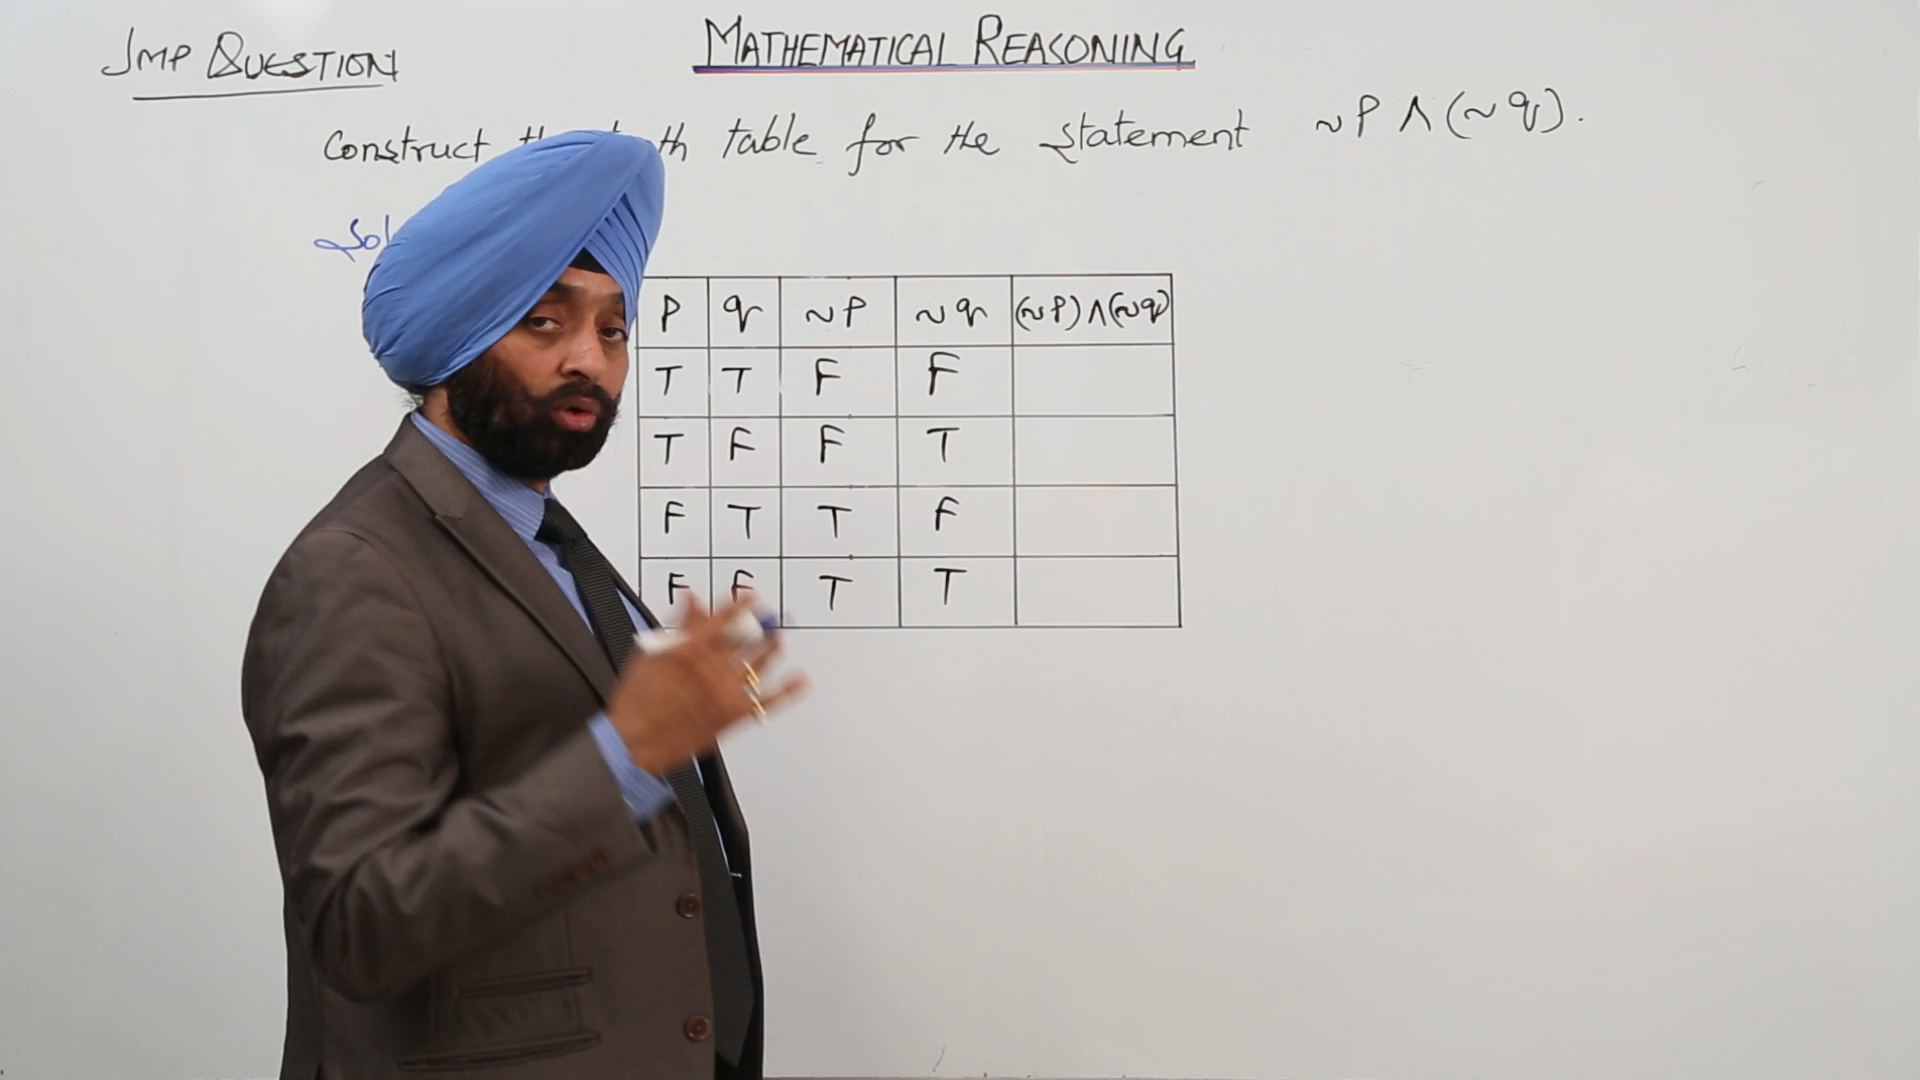 IMP QUESTION
MATHEMATICAL REASONING
Construct table for the statement ~P ∧ (~q).
P q ~P ~q (~P)∧(~q)
T T F F
T F F T
F T T F
F F T T